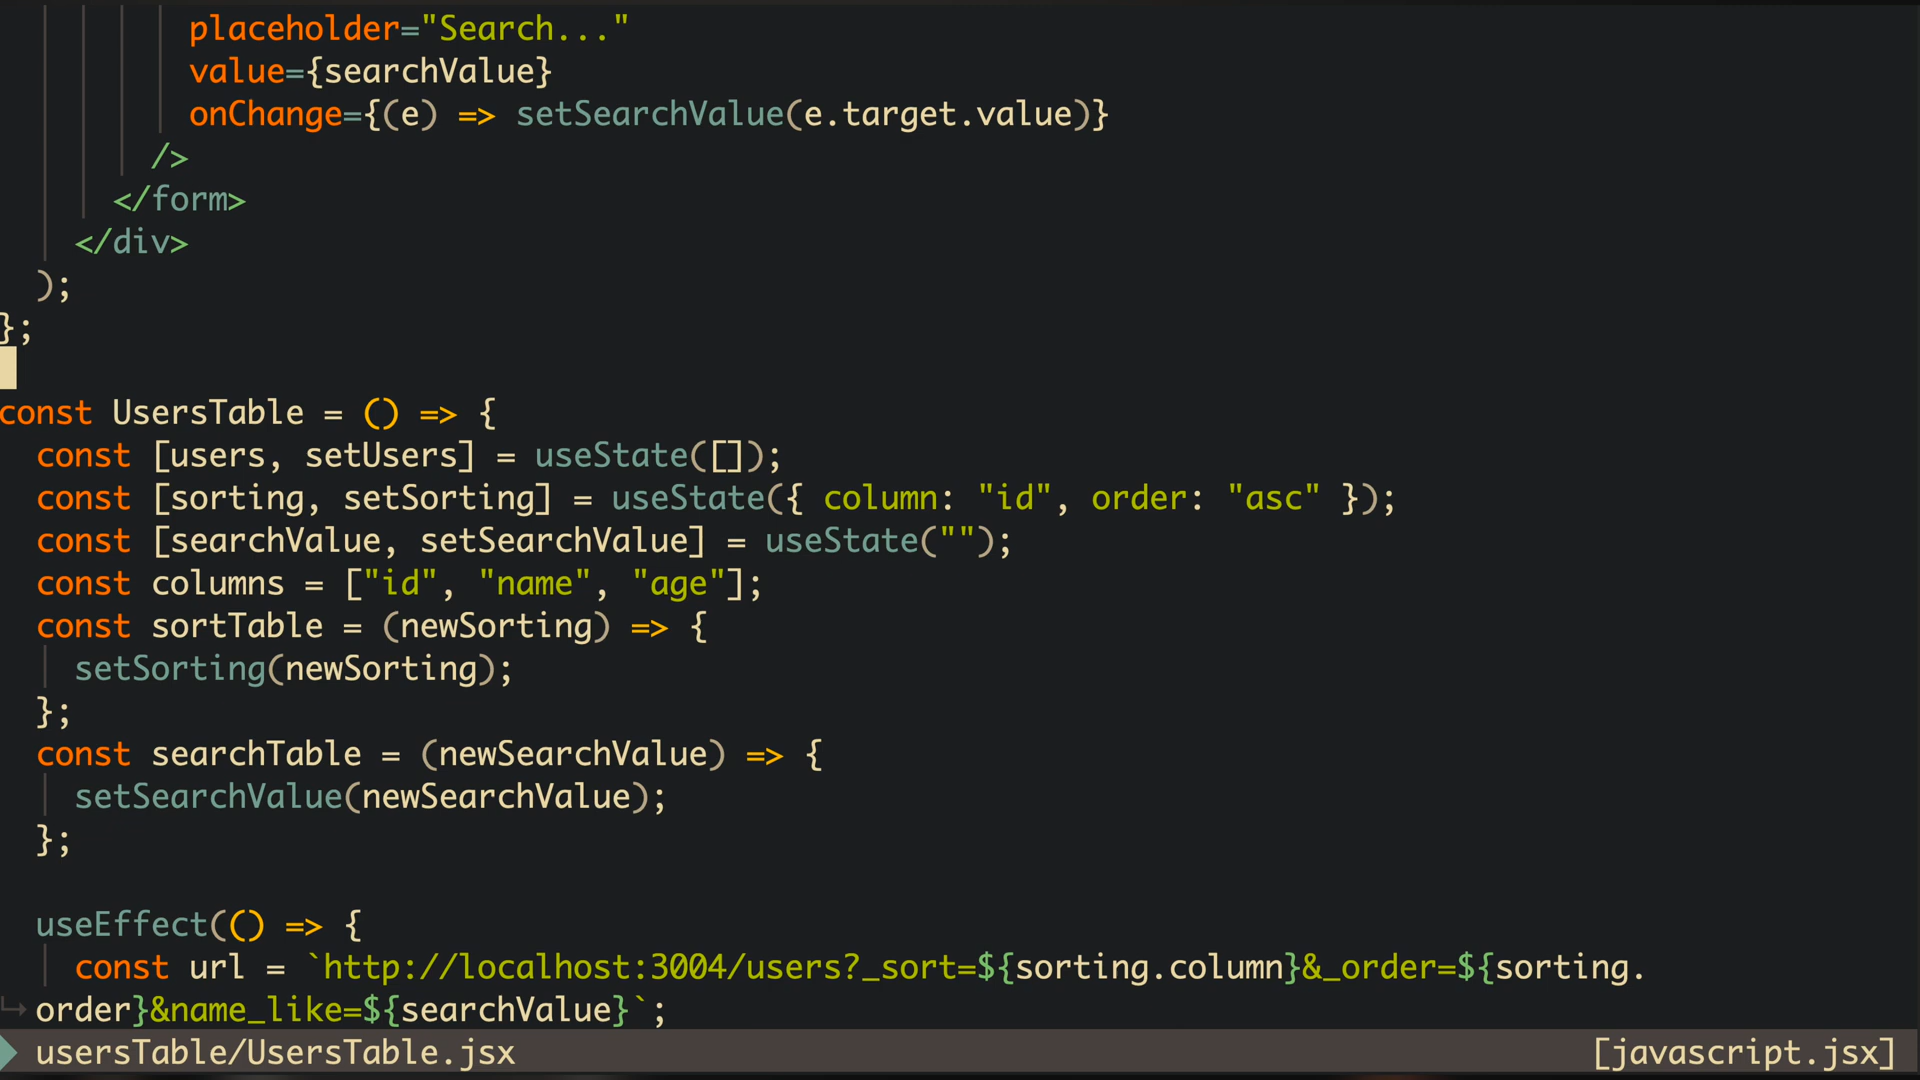 placeholder="Search..."
value={searchValue}
onChange={(e) => setSearchValue(e.target.value)}
/>
</form>
</div>
);
};
const UsersTable = () => {
const [users, setUsers] = useState([]);
const [sorting, setSorting] = useState({ column: "id", order: "asc" });
const [searchValue, setSearchValue] = useState("");
const columns = ["id", "name", "age"];
const sortTable = (newSorting) => {
setSorting(newSorting);
};
const searchTable = (newSearchValue) => {
setSearchValue(newSearchValue);
};
useEffect(() => {
const url = `http://localhost:3004/users?_sort=${sorting.column}&_order=${sorting.
order}&name_like=${searchValue}`;
usersTable/UsersTable.jsx [javascript.jsx]